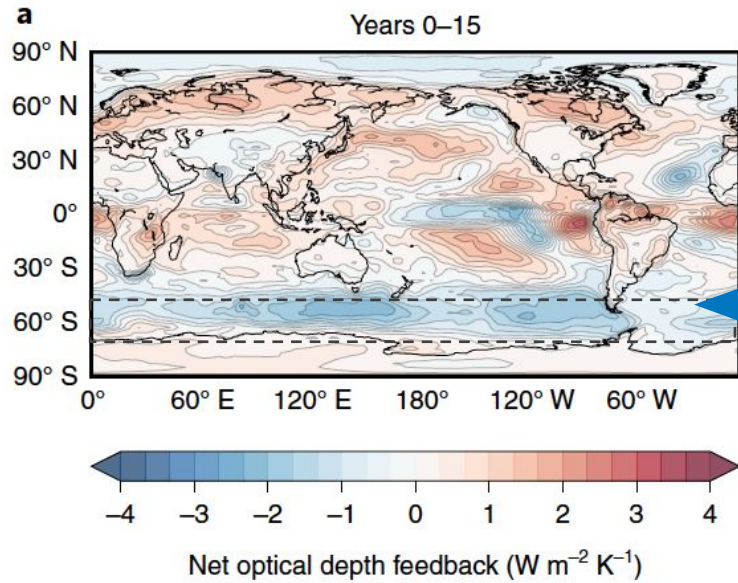 a
Years 0–15
90° N
60° N
30° N
0°
30° S
60° S
90° S
0° 60° E 120° E 180° 120° W 60° W
–4 –3 –2 –1 0 1 2 3 4
Net optical depth feedback (W m⁻² K⁻¹)